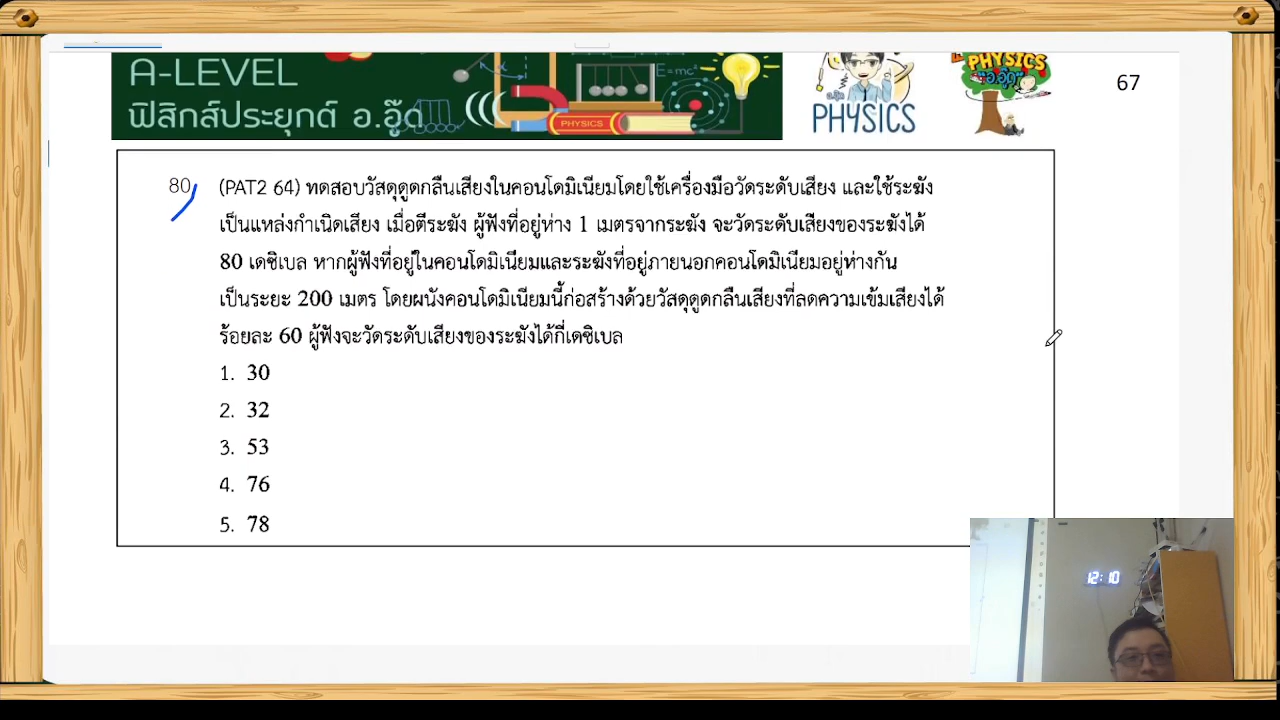 A-LEVEL
ฟิสิกส์ประยุกต์ อ.อู๊ด
E=mc²
PHYSICS
PHYSICS
PHYSICS
"อ.อู๊ด"
67
80
(PAT2 64) ทดสอบวัสดุดูดกลืนเสียงในคอนโดมิเนียมโดยใช้เครื่องมือวัดระดับเสียง และใช้ระฆัง
เป็นแหล่งกำเนิดเสียง เมื่อตีระฆัง ผู้ฟังที่อยู่ห่าง 1 เมตรจากระฆัง จะวัดระดับเสียงของระฆังได้
80 เดซิเบล หากผู้ฟังที่อยู่ในคอนโดมิเนียมและระฆังที่อยู่ภายนอกคอนโดมิเนียมอยู่ห่างกัน
เป็นระยะ 200 เมตร โดยผนังคอนโดมิเนียมนี้ก่อสร้างด้วยวัสดุดูดกลืนเสียงที่ลดความเข้มเสียงได้
ร้อยละ 60 ผู้ฟังจะวัดระดับเสียงของระฆังได้กี่เดซิเบล
1. 30
2. 32
3. 53
4. 76
5. 78
12:10